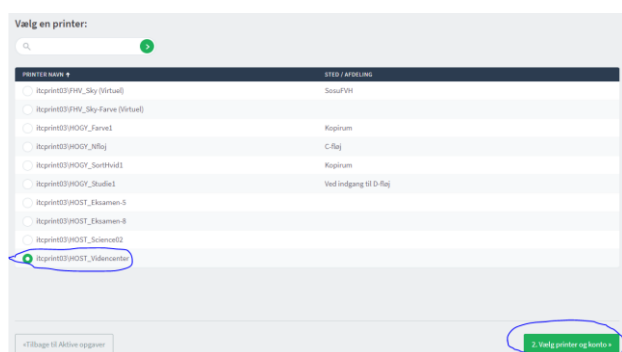 Vælg en printer:
PRINTER NAVN ↑ STED / AFDELING
itcprint03\FHV_Sky (Virtuel) SosuFVH
itcprint03\FHV_Sky-Farve (Virtuel)
itcprint03\HOGY_Farve1 Kopirum
itcprint03\HOGY_Nfloj C-fløj
itcprint03\HOGY_SortHvid1 Kopirum
itcprint03\HOGY_Studie1 Ved indgang til D-fløj
itcprint03\HOST_Eksamen-5
itcprint03\HOST_Eksamen-8
itcprint03\HOST_Science02
itcprint03\HOST_Videncenter
«Tilbage til Aktive opgaver 2. Vælg printer og konto »